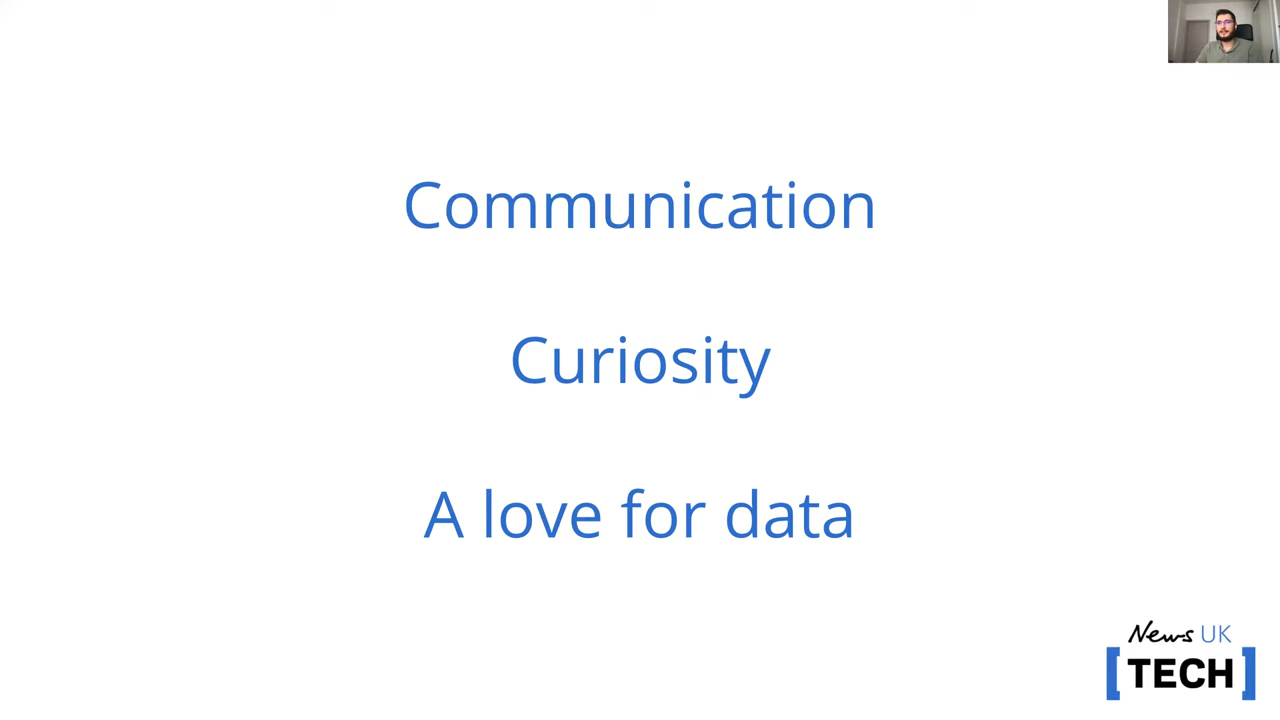 Communication
Curiosity
A love for data
News UK
[TECH]